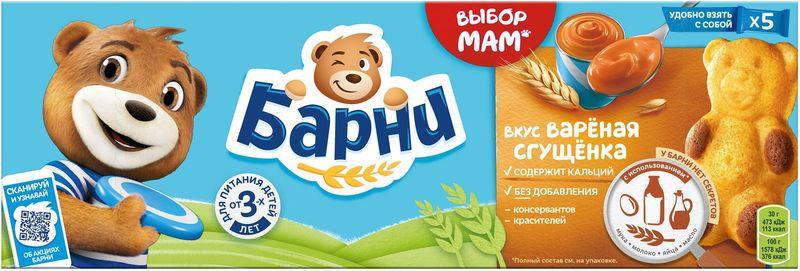 ВЫБОР
МАМ*
УДОБНО ВЗЯТЬ
С СОБОЙ
x5
Барни
ВКУС ВАРЁНАЯ
СГУЩЁНКА
✓ СОДЕРЖИТ КАЛЬЦИЙ
✓ БЕЗ ДОБАВЛЕНИЯ
– консервантов
– красителей
У БАРНИ НЕТ СЕКРЕТОВ
с использованием*
мука • молоко • яйца • масло
*Полный состав см. на упаковке.
30 г
473 кДж
113 ккал
100 г
1578 кДж
376 ккал
ДЛЯ ПИТАНИЯ ДЕТЕЙ
ОТ 3-Х
ЛЕТ
СКАНИРУЙ
И УЗНАВАЙ
ОБ АКЦИЯХ
БАРНИ